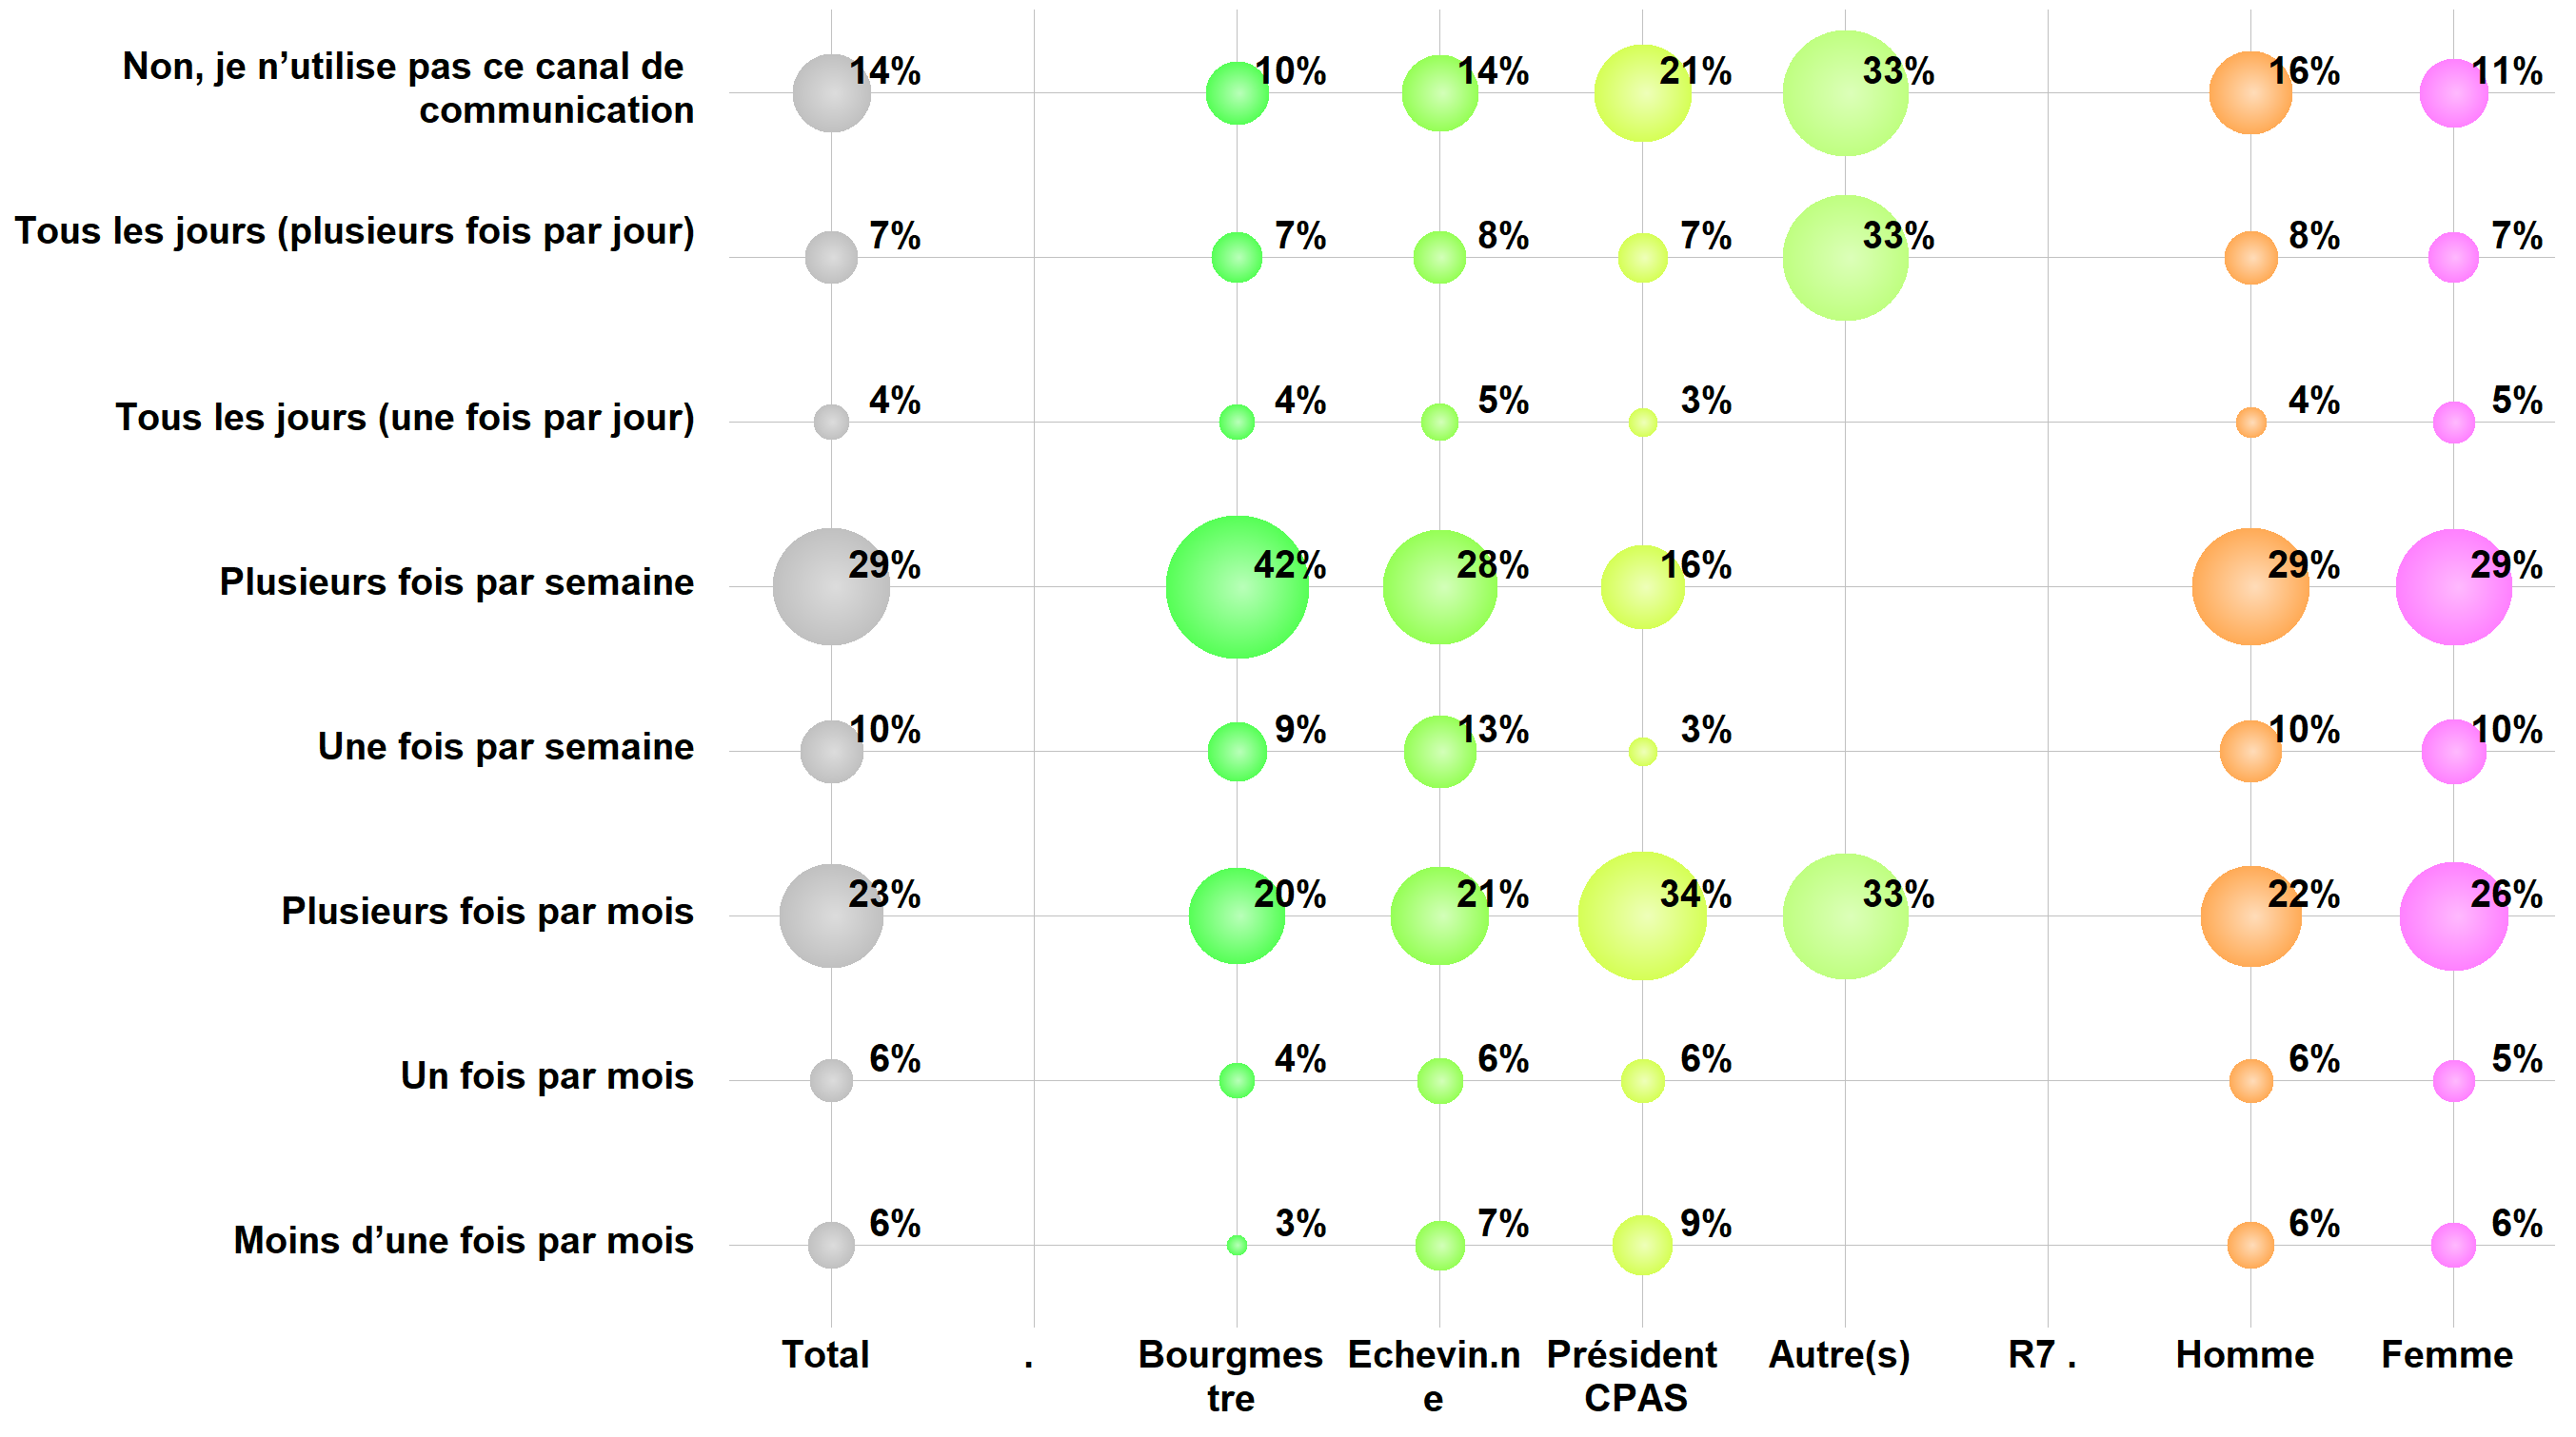 Non, je n’utilise pas ce canal de
communication
14% 10% 14% 21% 33% 16% 11%
Tous les jours (plusieurs fois par jour)
7% 7% 8% 7% 33% 8% 7%
Tous les jours (une fois par jour)
4% 4% 5% 3% 4% 5%
Plusieurs fois par semaine
29% 42% 28% 16% 29% 29%
Une fois par semaine
10% 9% 13% 3% 10% 10%
Plusieurs fois par mois
23% 20% 21% 34% 33% 22% 26%
Un fois par mois
6% 4% 6% 6% 6% 5%
Moins d’une fois par mois
6% 3% 7% 9% 6% 6%
Total . Bourgmes Echevin.n Président Autre(s) R7 . Homme Femme
tre e CPAS